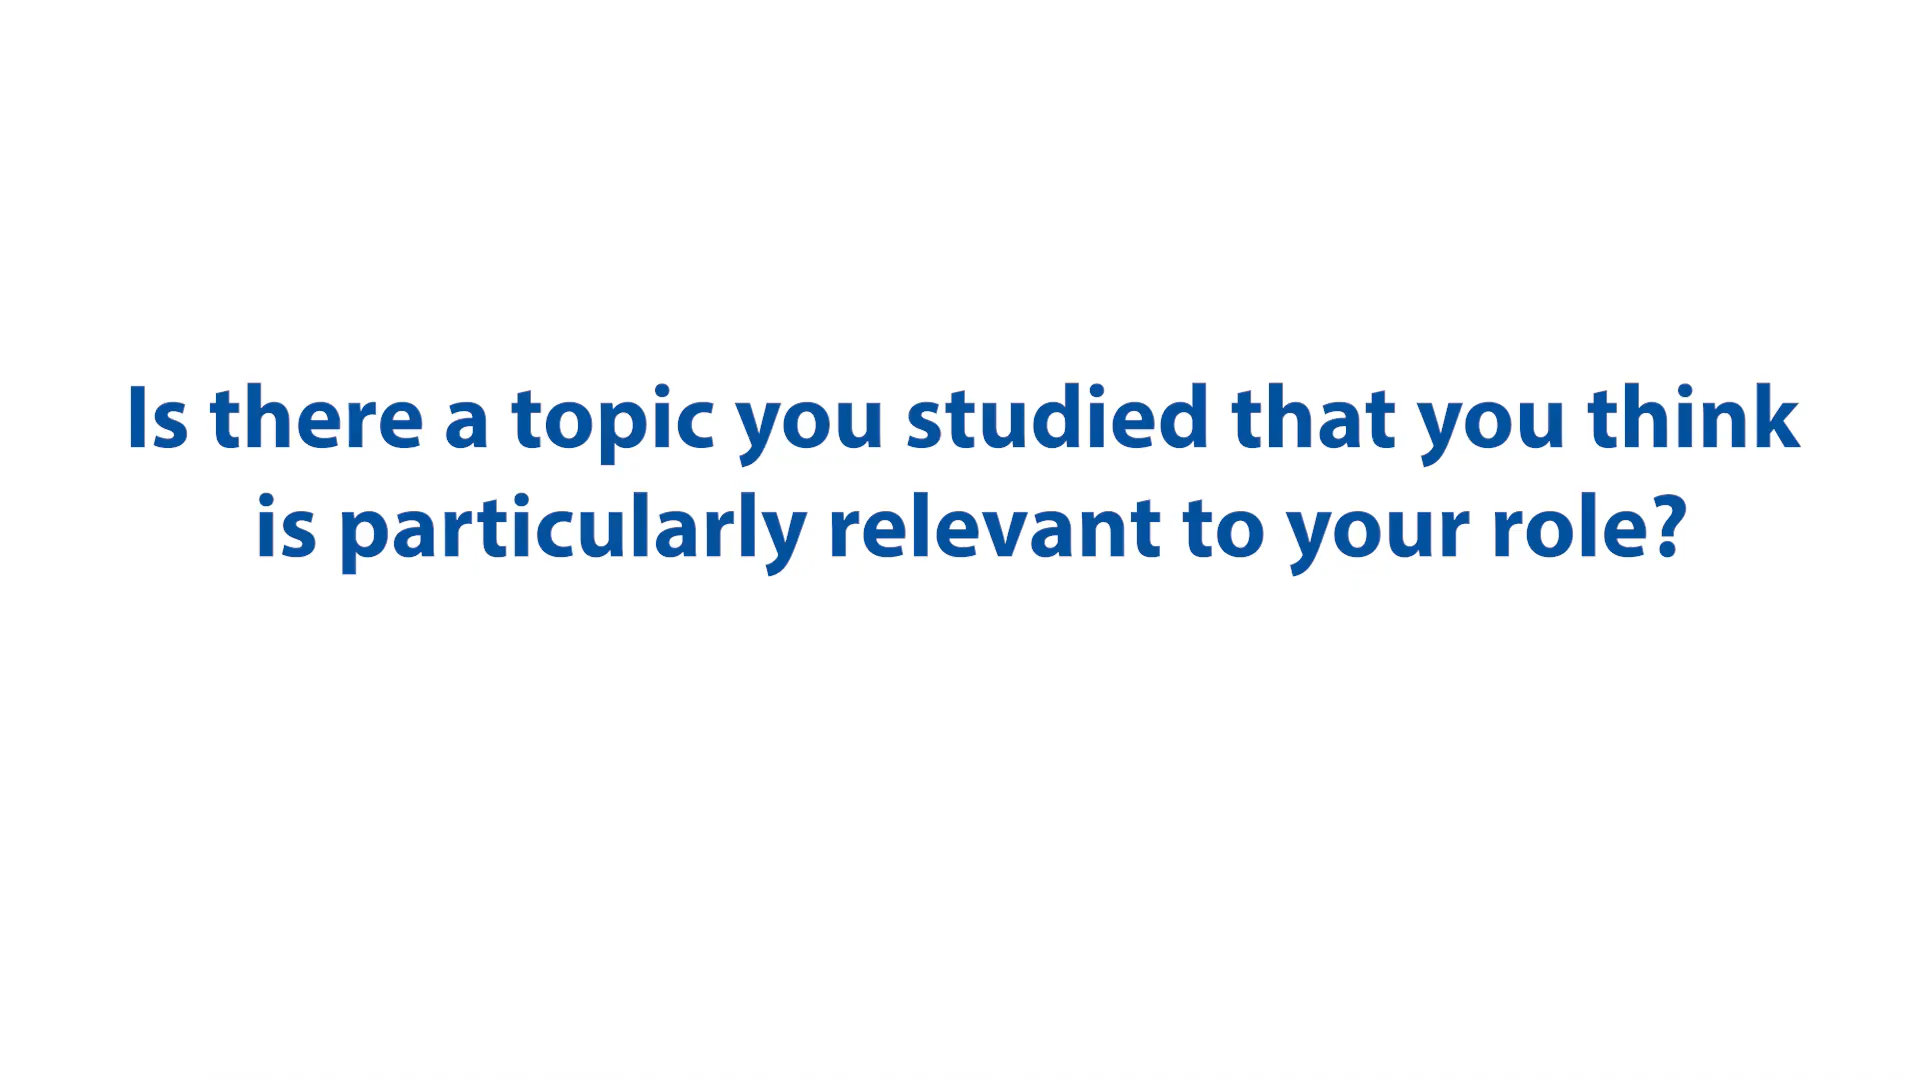 Is there a topic you studied that you think
is particularly relevant to your role?